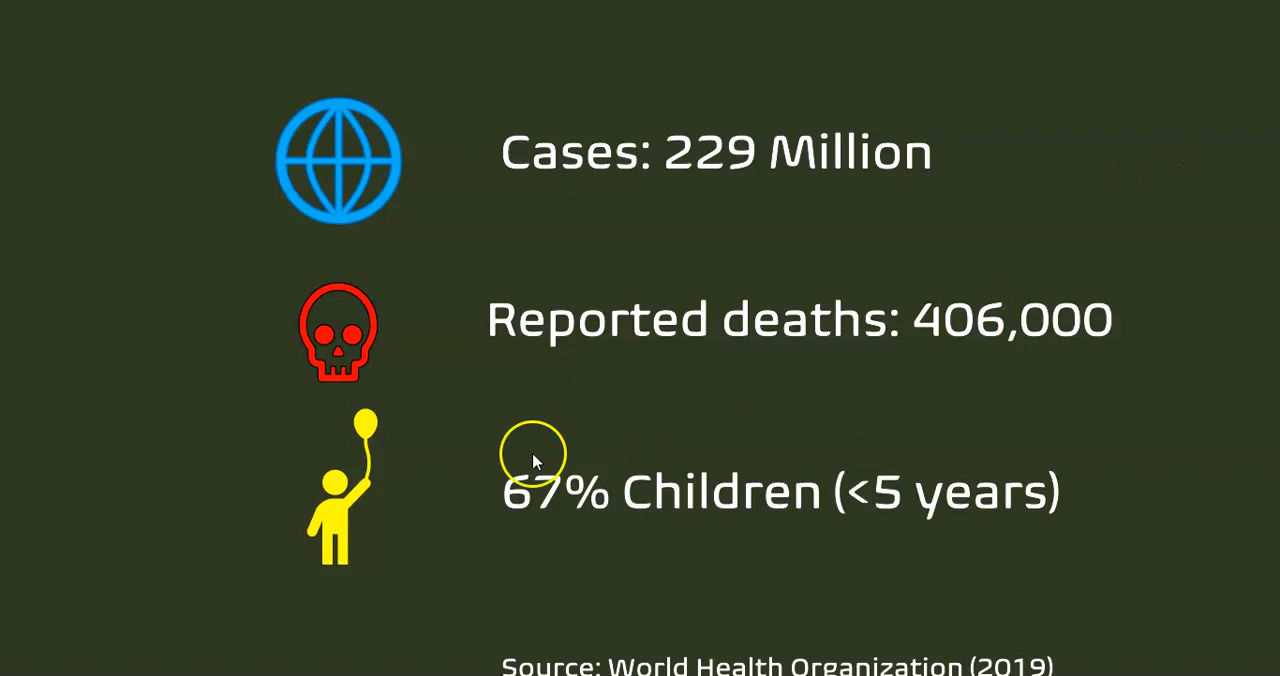 Cases: 229 Million
Reported deaths: 406,000
67% Children (<5 years)
Source: World Health Organization (2019)